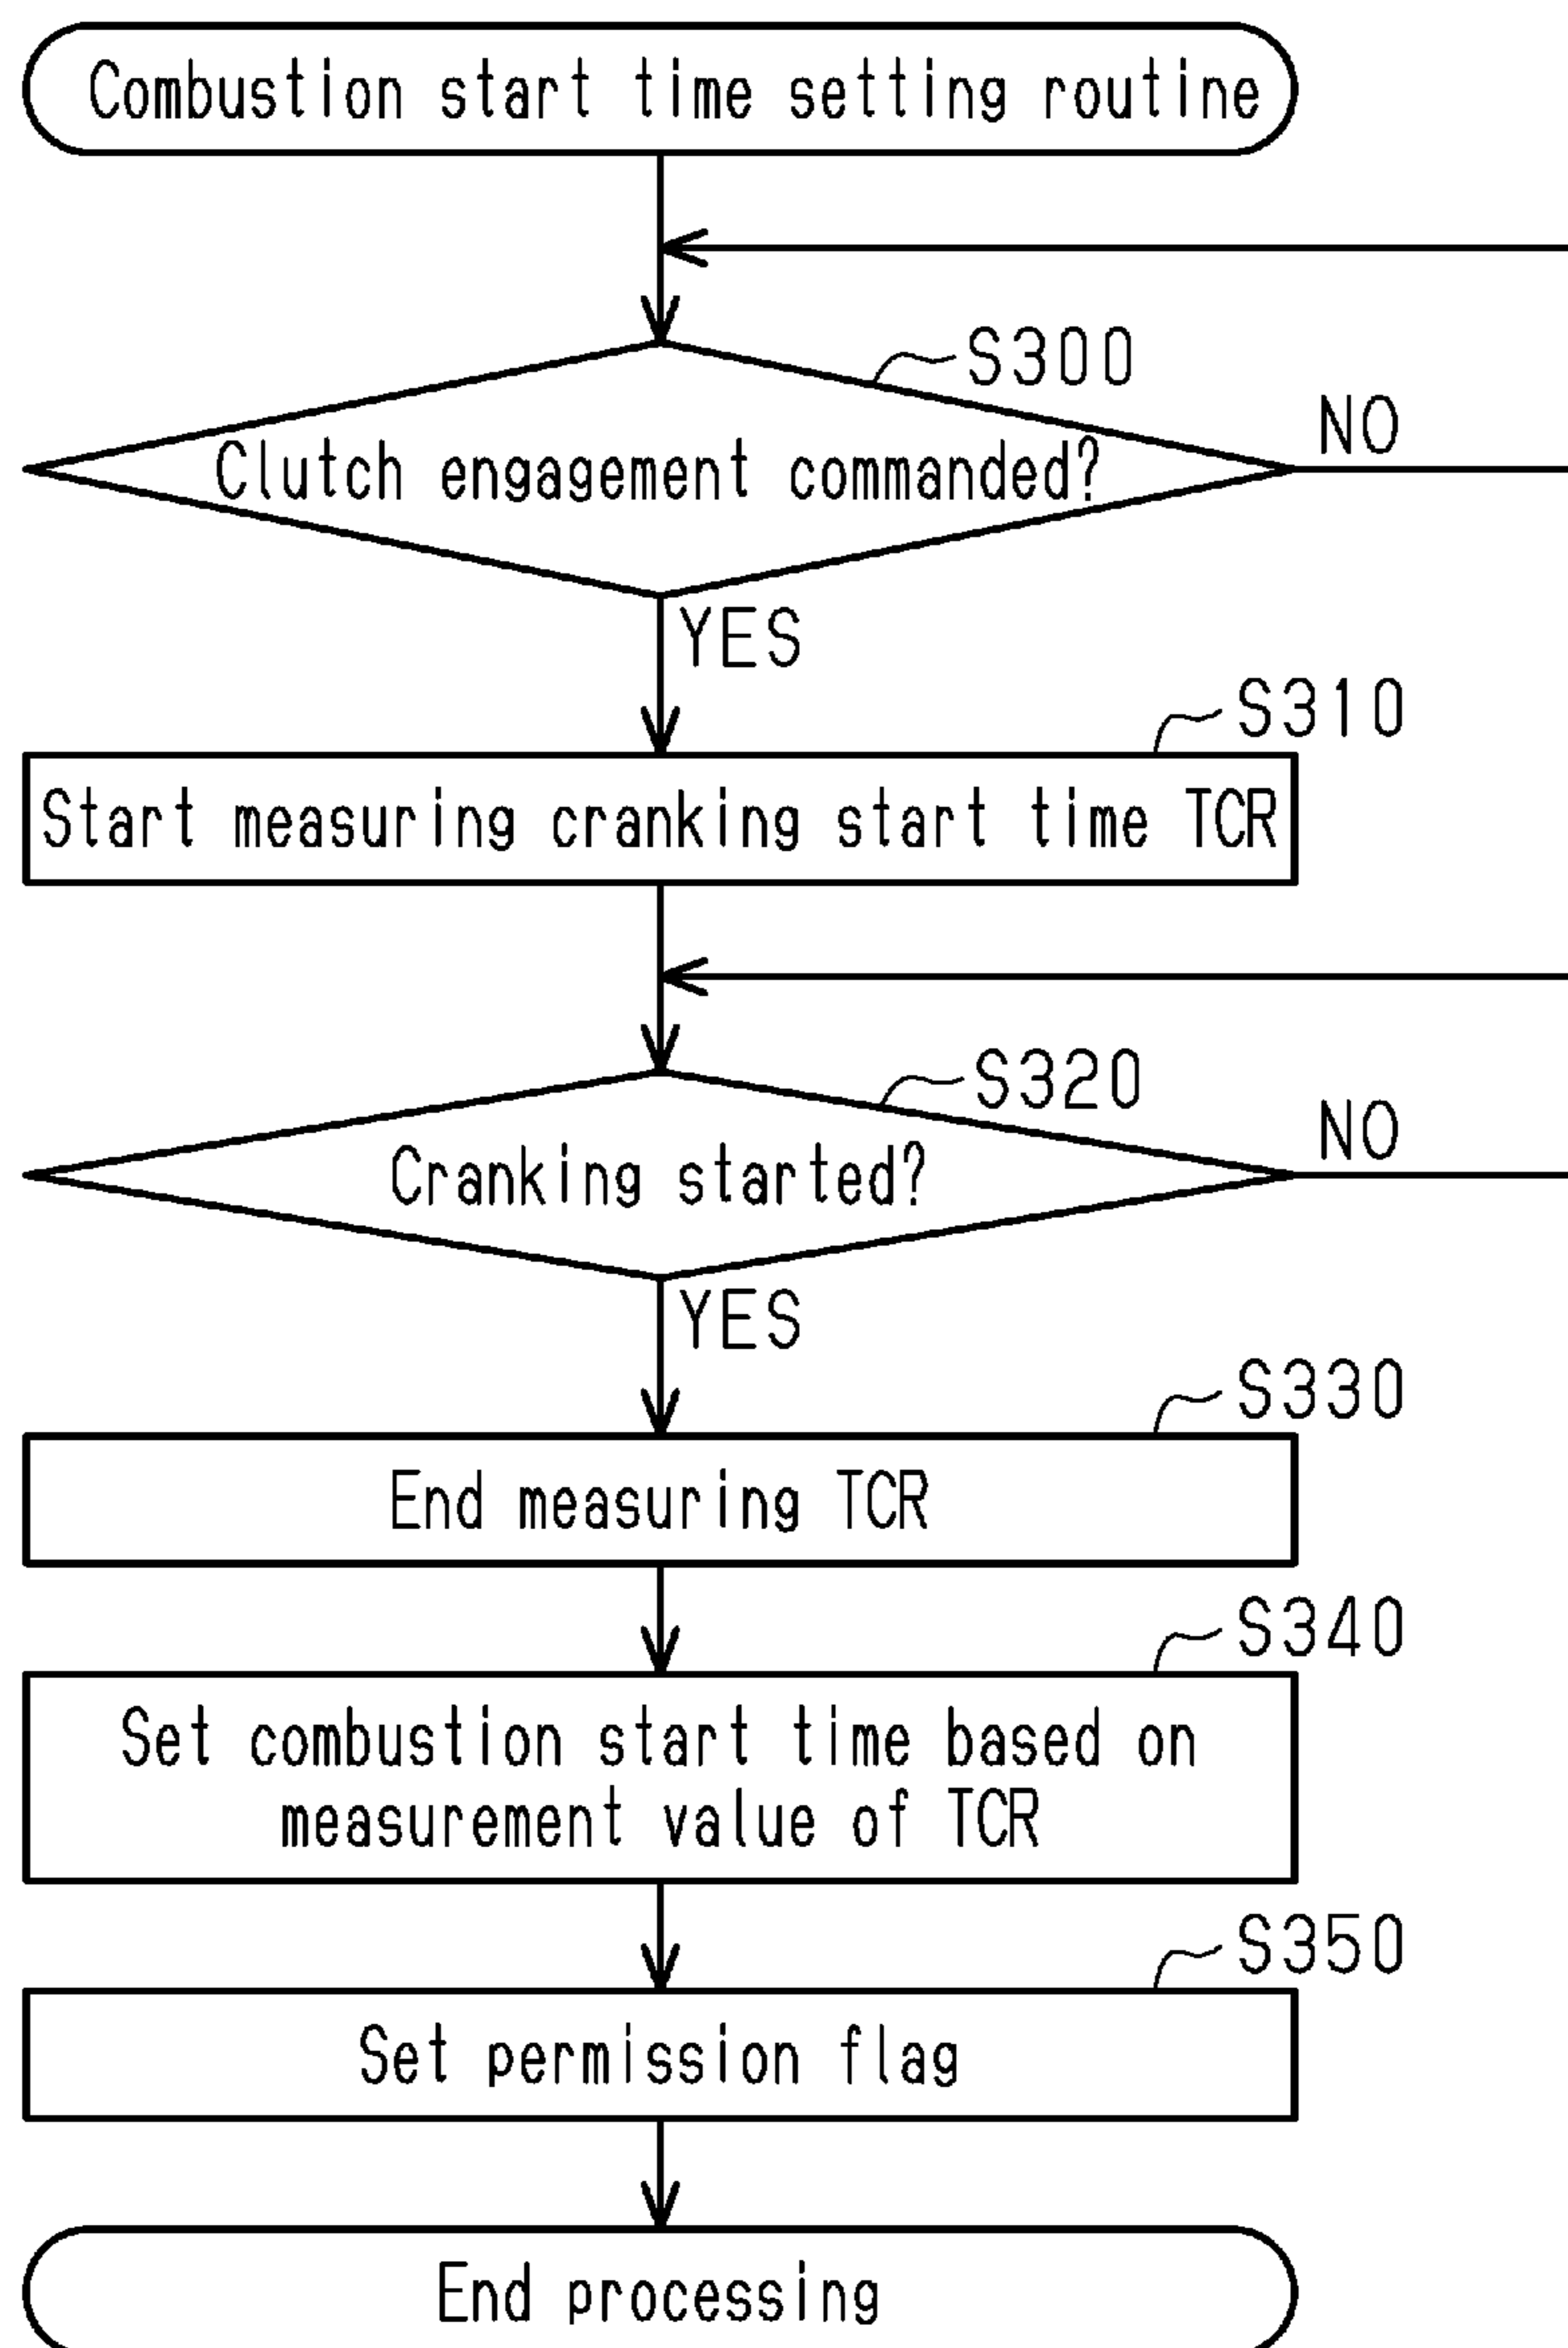 Combustion start time setting routine
S300
Clutch engagement commanded?
NO
YES
S310
Start measuring cranking start time TCR
S320
Cranking started?
NO
YES
S330
End measuring TCR
S340
Set combustion start time based on
measurement value of TCR
S350
Set permission flag
End processing